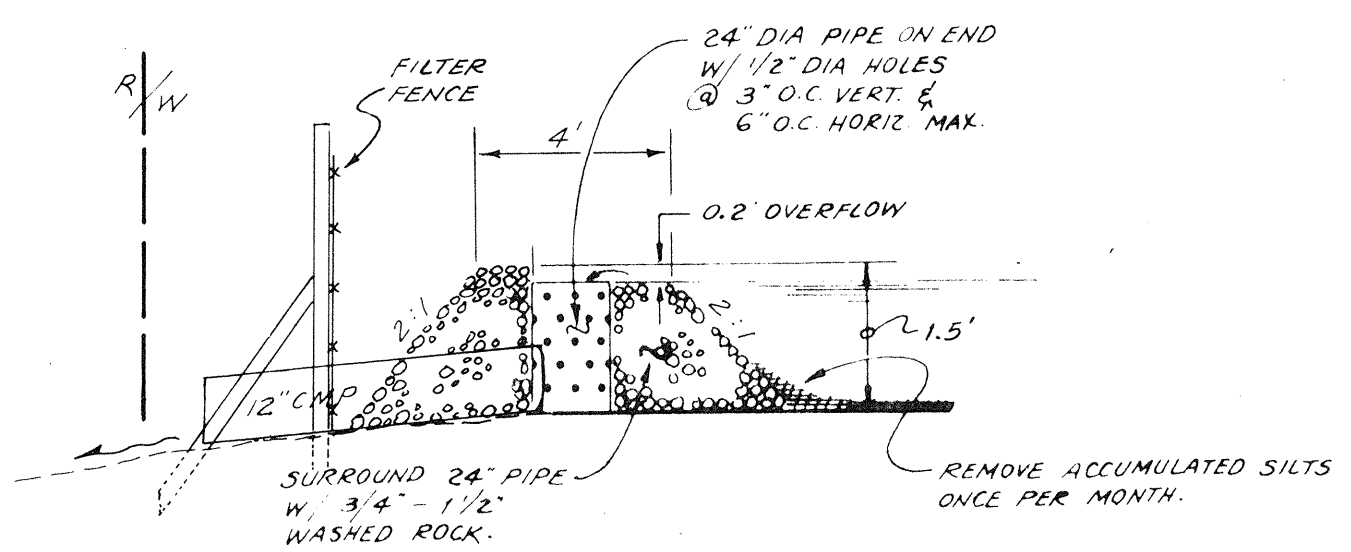 R/W
FILTER
FENCE
24" DIA PIPE ON END
W/ 1/2" DIA HOLES
@ 3" O.C. VERT. &
6" O.C. HORIZ. MAX.
4'
0.2' OVERFLOW
2:1
2:1
1.5'
12" CMP
SURROUND 24" PIPE
W/ 3/4" - 1 1/2"
WASHED ROCK.
REMOVE ACCUMULATED SILTS
ONCE PER MONTH.